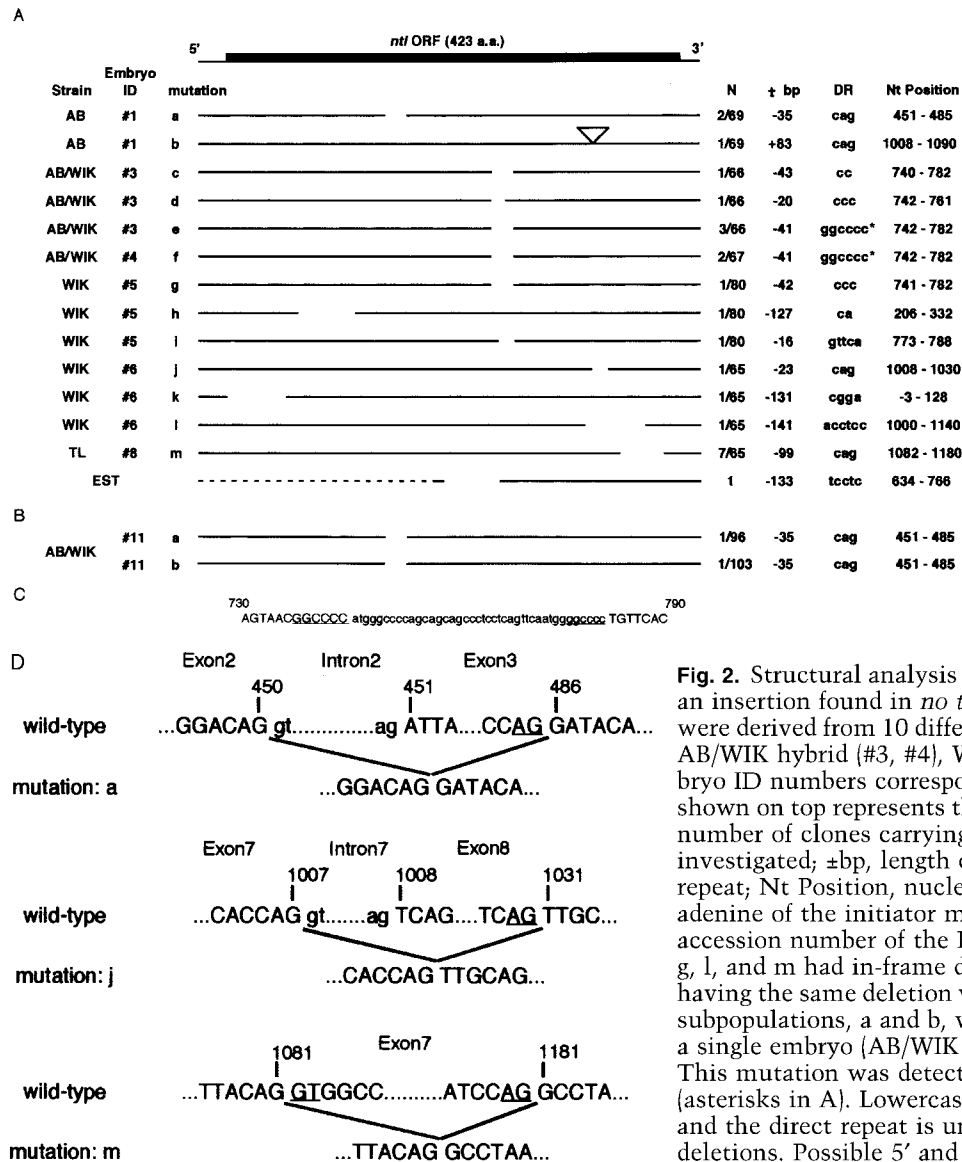 A
5' ntl ORF (423 a.a.) 3'
Strain Embryo ID mutation N ± bp DR Nt Position
AB #1 a 2/69 -35 cag 451 - 485
AB #1 b 1/69 +83 cag 1008 - 1090
AB/WIK #3 c 1/66 -43 cc 740 - 782
AB/WIK #3 d 1/66 -20 ccc 742 - 761
AB/WIK #3 e 3/66 -41 ggcccc* 742 - 782
AB/WIK #4 f 2/67 -41 ggcccc* 742 - 782
WIK #5 g 1/80 -42 ccc 741 - 782
WIK #5 h 1/80 -127 ca 206 - 332
WIK #5 i 1/80 -16 gttca 773 - 788
WIK #6 j 1/65 -23 cag 1008 - 1030
WIK #6 k 1/65 -131 cgga -3 - 128
WIK #6 l 1/65 -141 acctcc 1000 - 1140
TL #8 m 7/65 -99 cag 1082 - 1180
EST 1 -133 tcctc 634 - 766
B
AB/WIK
#11 a 1/96 -35 cag 451 - 485
#11 b 1/103 -35 cag 451 - 485
C
730 790
AGTAACGGCCCC atgggccccagcagcagccctcctcagttcaatggggcccc TGTTCAC
D
Exon2 Intron2 Exon3
450 451 486
wild-type ...GGACAG gt..............ag ATTA...CCAG GATACA...
mutation: a ...GGACAG GATACA...
Exon7 Intron7 Exon8
1007 1008 1031
wild-type ...CACCAG gt.......ag TCAG....TCAG TTGC...
mutation: j ...CACCAG TTGCAG...
Exon7
1081 1181
wild-type ...TTACAG GTGGCC..........ATCCAG GCCTA...
mutation: m ...TTACAG GCCTAA...
Fig. 2. Structural analysis
an insertion found in no t
were derived from 10 differ
AB/WIK hybrid (#3, #4), W
bryo ID numbers correspo
shown on top represents th
number of clones carrying
investigated; ±bp, length o
repeat; Nt Position, nucle
adenine of the initiator m
accession number of the I
g, l, and m had in-frame d
having the same deletion v
subpopulations, a and b, v
a single embryo (AB/WIK
This mutation was detect
(asterisks in A). Lowercas
and the direct repeat is un
deletions. Possible 5′ and